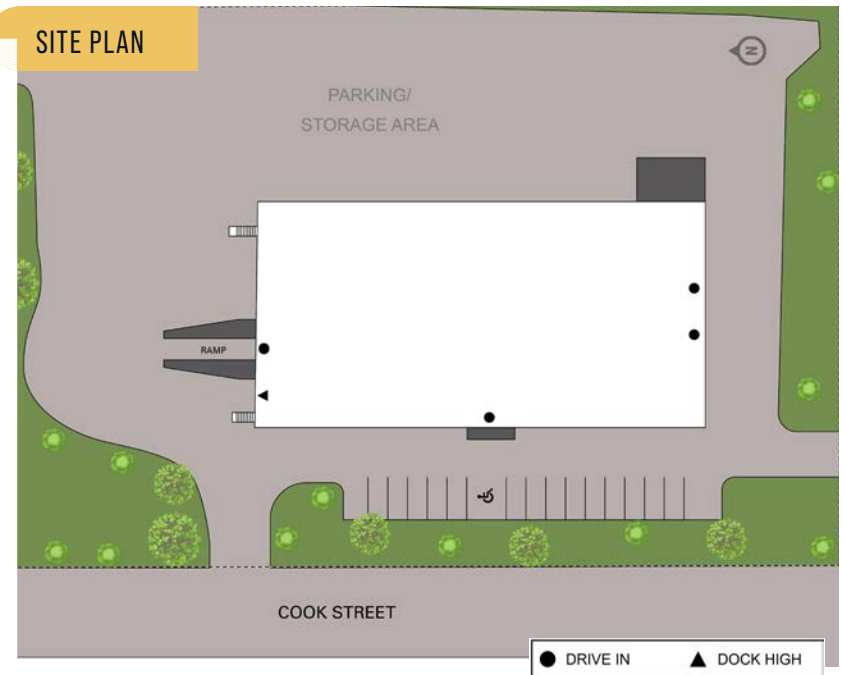 SITE PLAN
N
PARKING/
STORAGE AREA
RAMP
COOK STREET
DRIVE IN
DOCK HIGH